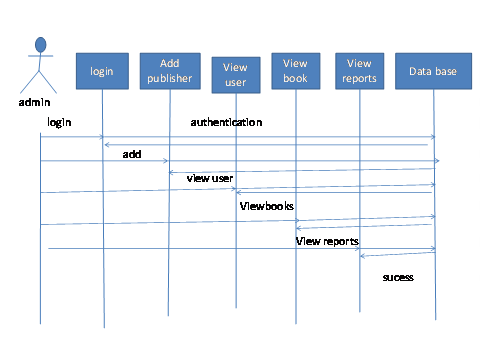 login
Add
publisher
View
user
View
book
View
reports
Data base
admin
login
authentication
add
view user
Viewbooks
View reports
sucess